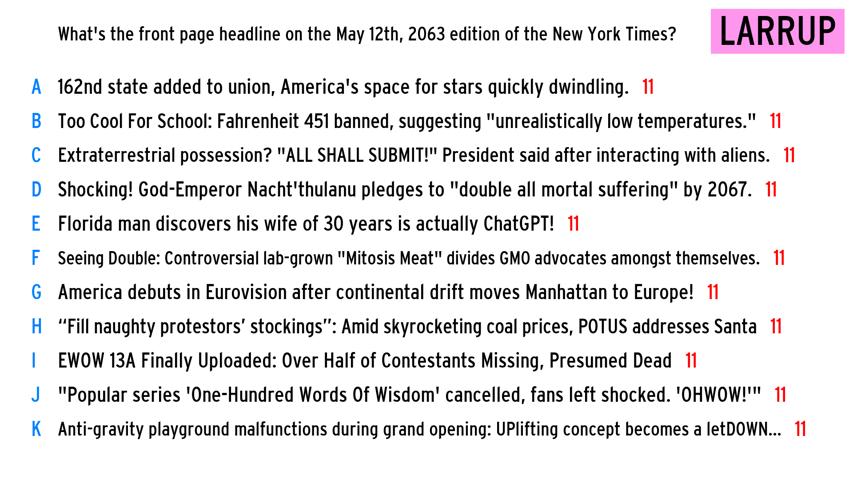 What's the front page headline on the May 12th, 2063 edition of the New York Times?
LARRUP
A 162nd state added to union, America's space for stars quickly dwindling. 11
B Too Cool For School: Fahrenheit 451 banned, suggesting "unrealistically low temperatures." 11
C Extraterrestrial possession? "ALL SHALL SUBMIT!" President said after interacting with aliens. 11
D Shocking! God-Emperor Nacht'thulanu pledges to "double all mortal suffering" by 2067. 11
E Florida man discovers his wife of 30 years is actually ChatGPT! 11
F Seeing Double: Controversial lab-grown "Mitosis Meat" divides GMO advocates amongst themselves. 11
G America debuts in Eurovision after continental drift moves Manhattan to Europe! 11
H “Fill naughty protestors’ stockings”: Amid skyrocketing coal prices, POTUS addresses Santa 11
I EWOW 13A Finally Uploaded: Over Half of Contestants Missing, Presumed Dead 11
J "Popular series 'One-Hundred Words Of Wisdom' cancelled, fans left shocked. 'OHWOW!'" 11
K Anti-gravity playground malfunctions during grand opening: UPlifting concept becomes a letDOWN... 11